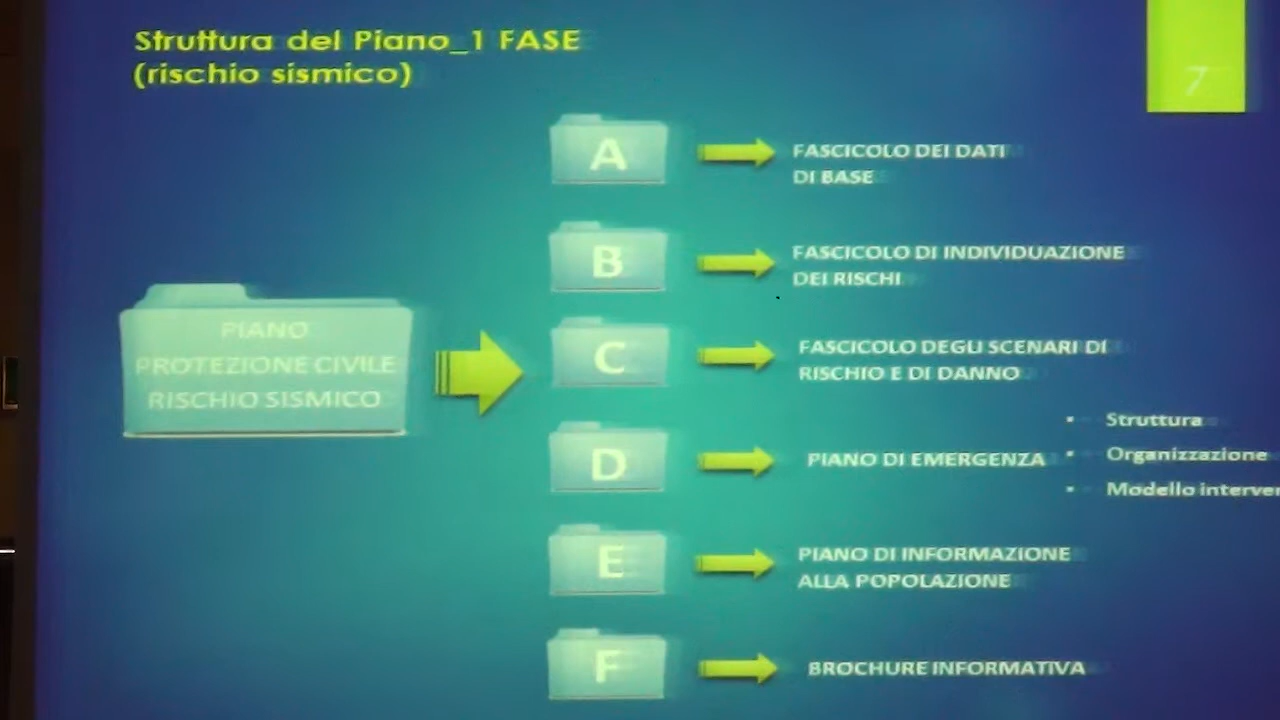 Struttura del Piano_1 FASE
(rischio sismico)
7
PIANO
PROTEZIONE CIVILE
RISCHIO SISMICO
A
FASCICOLO DEI DATI
DI BASE
B
FASCICOLO DI INDIVIDUAZIONE
DEI RISCHI
C
FASCICOLO DEGLI SCENARI DI
RISCHIO E DI DANNO
D
PIANO DI EMERGENZA
▪ Struttura
▪ Organizzazione
▪ Modello
E
PIANO DI INFORMAZIONE
ALLA POPOLAZIONE
F
BROCHURE INFORMATIVA